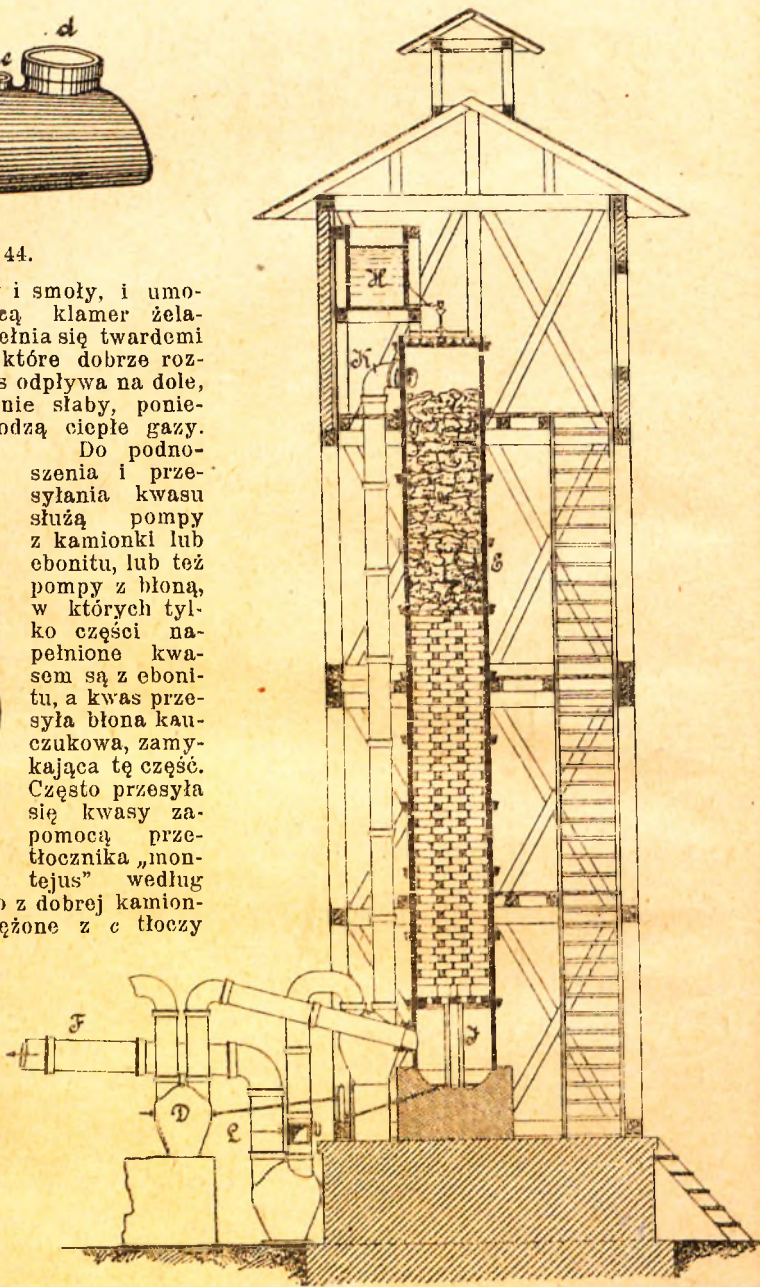 d
c
44.
i smoły, i umo-
cą klamer żela-
ełnia się twardemi
które dobrze roz-
s odpływa na dole,
nie słaby, ponie-
odzą ciepłe gazy.
Do podno-
szenia i prze-
syłania kwasu
służą pompy
z kamionki lub
ebonitu, lub też
pompy z błoną,
w których tyl-
ko części na-
pełnione kwa-
sem są z eboni-
tu, a kwas prze-
syła błona kau-
czukowa, zamy-
kająca tę część.
Często przesyła
się kwasy za-
pomocą prze-
tłocznika „mon-
tejus” według
o z dobrej kamion-
ężone z c tłoczy
H
K
E
F
J
D
L